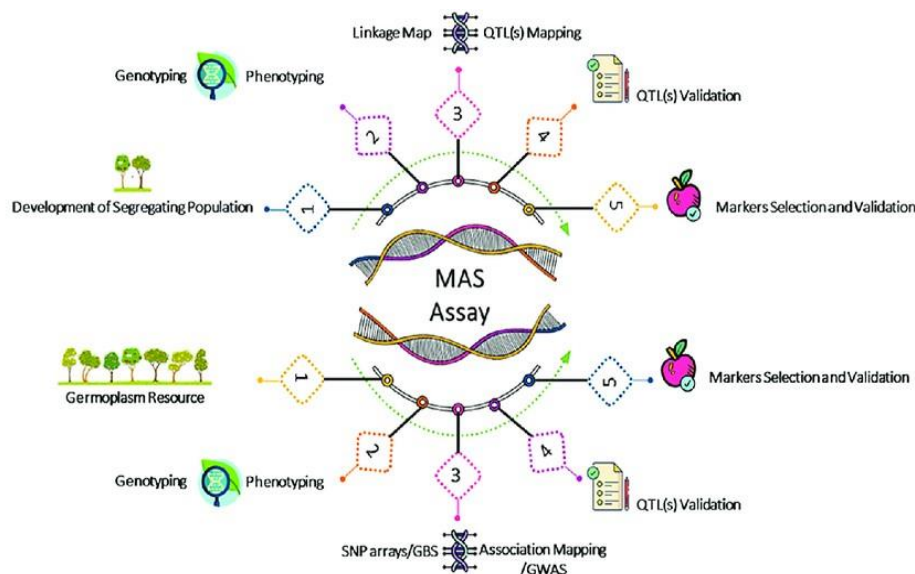 Linkage Map QTL(s) Mapping
Genotyping Phenotyping
QTL(s) Validation
3
2
4
Development of Segregating Population
1
5
Markers Selection and Validation
MAS
Assay
Germoplasm Resource
1
5
Markers Selection and Validation
2
3
4
Genotyping Phenotyping
QTL(s) Validation
SNP arrays/GBS Association Mapping
/GWAS